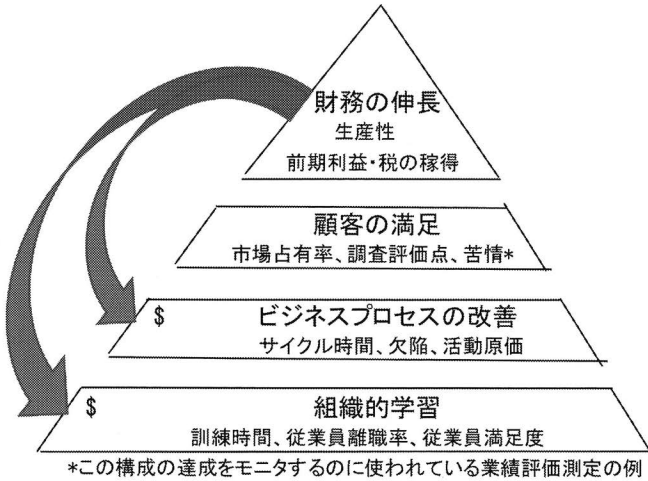 財務の伸長
生産性
前期利益・税の稼得
顧客の満足
市場占有率、調査評価点、苦情*
$ ビジネスプロセスの改善
サイクル時間、欠陥、活動原価
$ 組織的学習
訓練時間、従業員離職率、従業員満足度
*この構成の達成をモニタするのに使われている業績評価測定の例